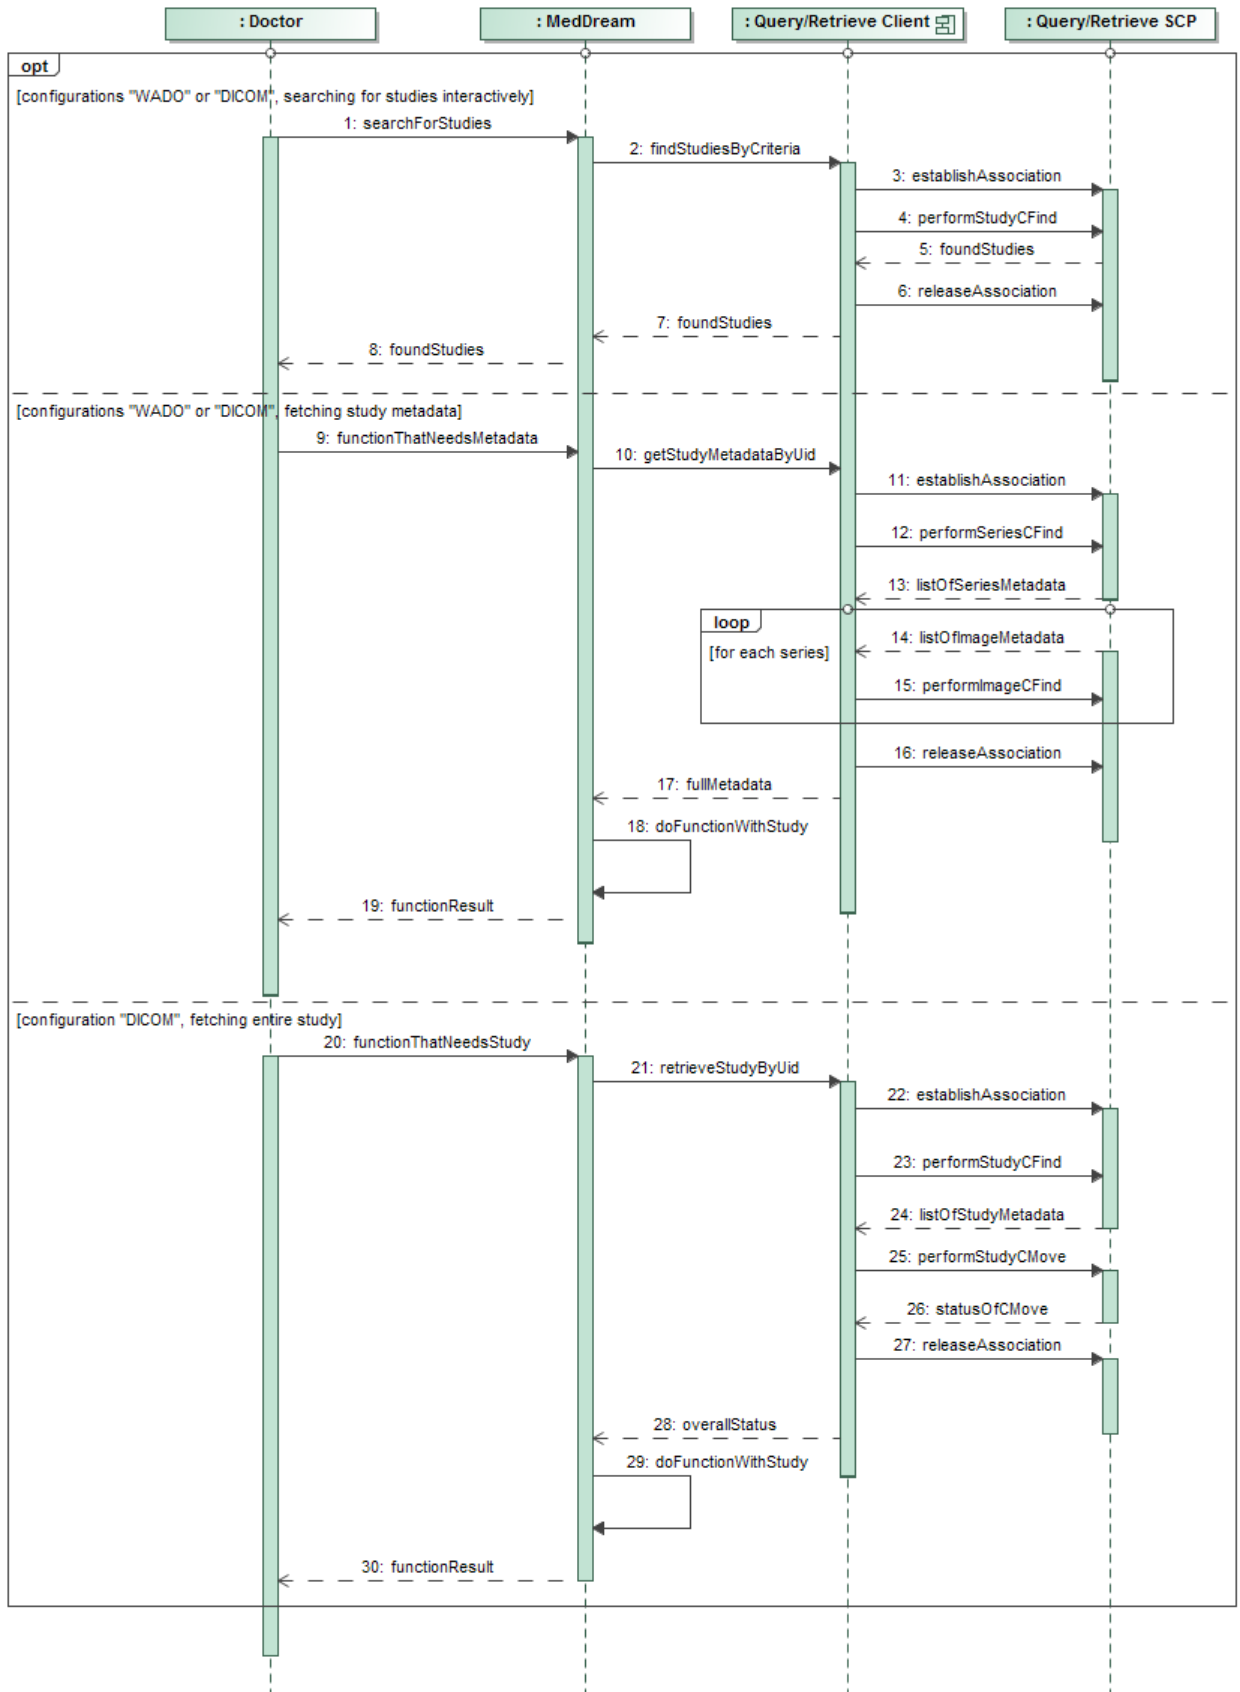 : Doctor
: MedDream
: Query/Retrieve Client
: Query/Retrieve SCP
opt
[configurations "WADO" or "DICOM", searching for studies interactively]
1: searchForStudies
2: findStudiesByCriteria
3: establishAssociation
4: performStudyCFind
5: foundStudies
6: releaseAssociation
7: foundStudies
8: foundStudies
[configurations "WADO" or "DICOM", fetching study metadata]
9: functionThatNeedsMetadata
10: getStudyMetadataByUid
11: establishAssociation
12: performSeriesCFind
13: listOfSeriesMetadata
loop
14: listOfImageMetadata
[for each series]
15: performImageCFind
16: releaseAssociation
17: fullMetadata
18: doFunctionWithStudy
19: functionResult
[configuration "DICOM", fetching entire study]
20: functionThatNeedsStudy
21: retrieveStudyByUid
22: establishAssociation
23: performStudyCFind
24: listOfStudyMetadata
25: performStudyCMove
26: statusOfCMove
27: releaseAssociation
28: overallStatus
29: doFunctionWithStudy
30: functionResult